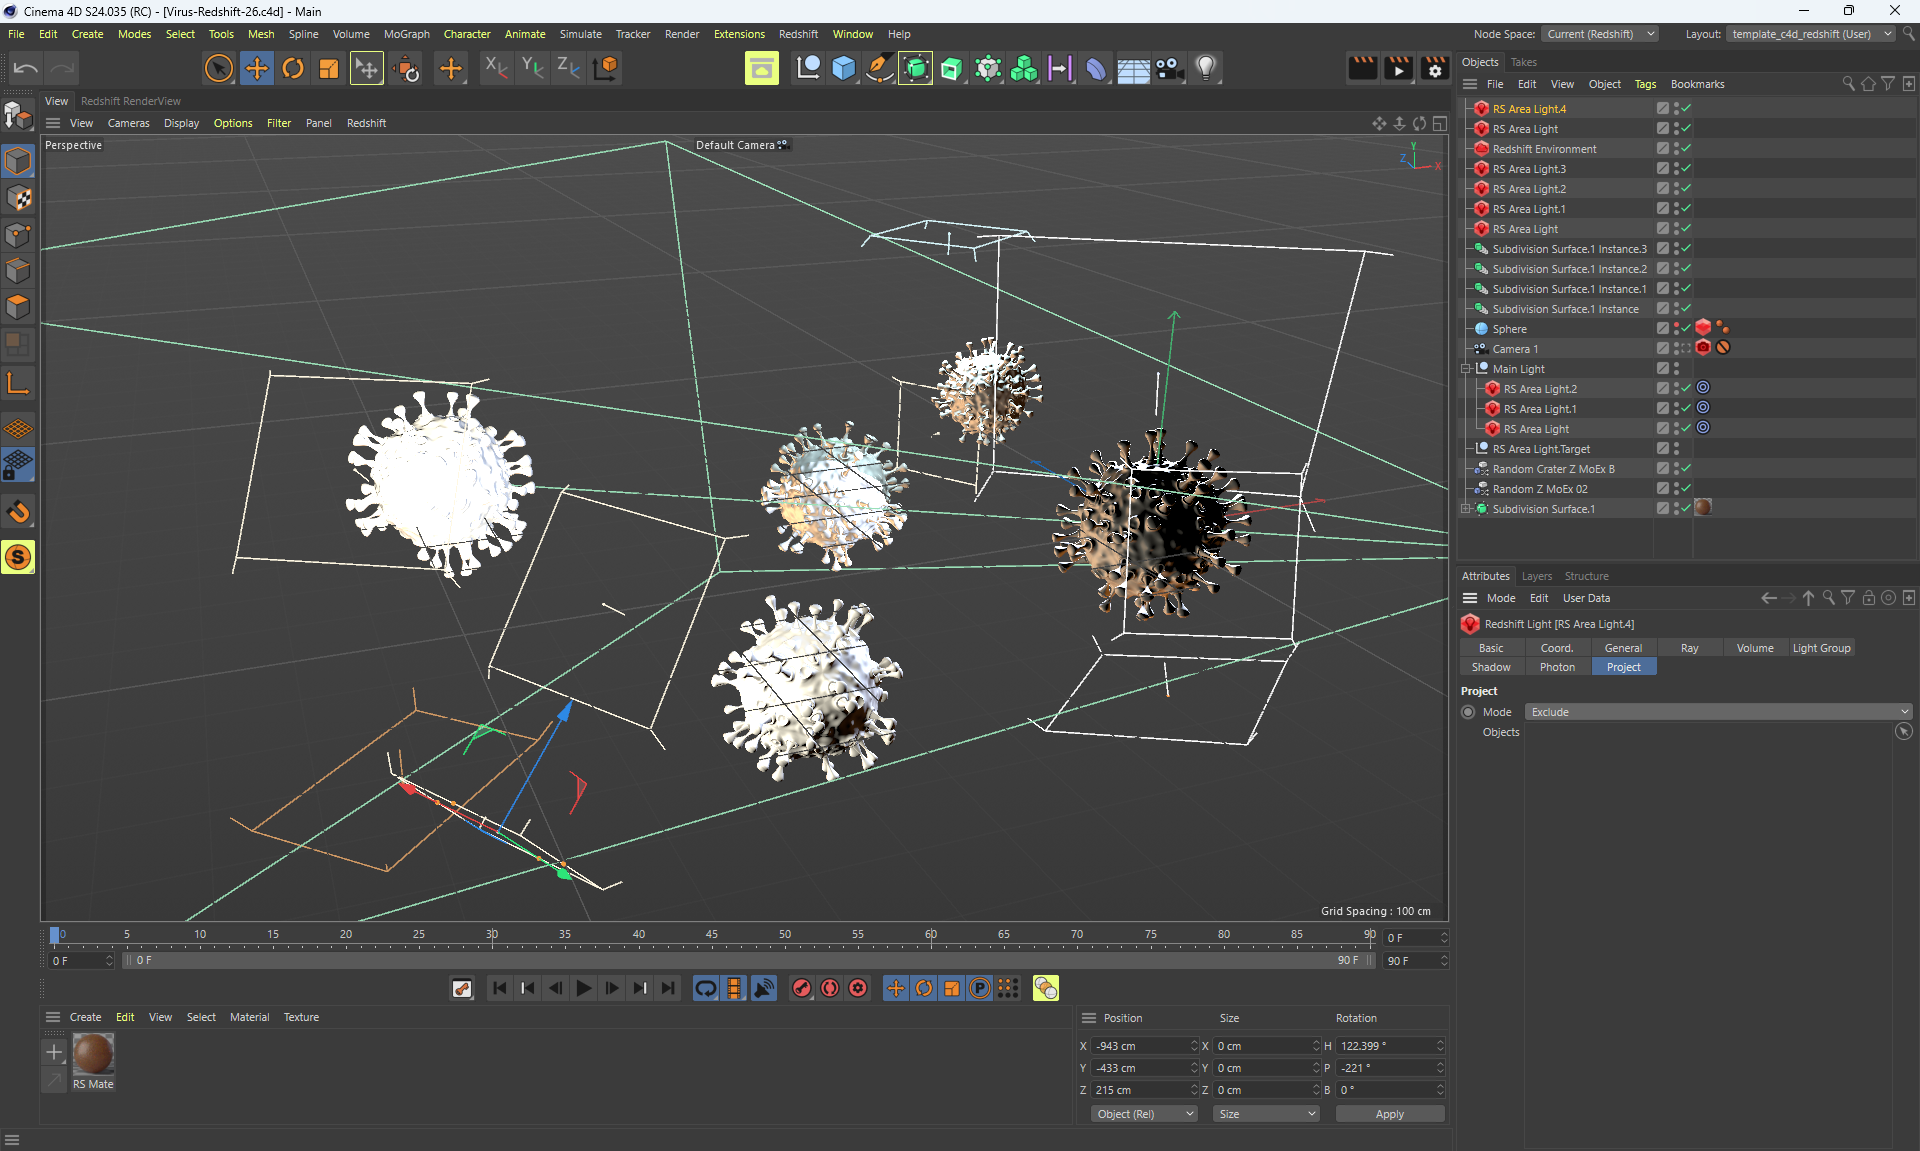 Cinema 4D S24.035 (RC) - [Virus-Redshift-26.c4d] - Main
File Edit Create Modes Select Tools Mesh Spline Volume MoGraph Character Animate Simulate Tracker Render Extensions Redshift Window Help
Node Space: Current (Redshift) Layout: template_c4d_redshift (User)
X Y Z
Objects Takes
File Edit View Object Tags Bookmarks
View Redshift RenderView
View Cameras Display Options Filter Panel Redshift
Perspective
Default Camera
Y
Z
X
RS Area Light.4
RS Area Light
Redshift Environment
RS Area Light.3
RS Area Light.2
RS Area Light.1
RS Area Light
Subdivision Surface.1 Instance.3
Subdivision Surface.1 Instance.2
Subdivision Surface.1 Instance.1
Subdivision Surface.1 Instance
Sphere
Camera 1
Main Light
RS Area Light.2
RS Area Light.1
RS Area Light
RS Area Light.Target
Random Crater Z MoEx B
Random Z MoEx 02
Subdivision Surface.1
S
Attributes Layers Structure
Mode Edit User Data
Redshift Light [RS Area Light.4]
Basic Coord. General Ray Volume Light Group
Shadow Photon Project
Project
Mode Exclude
Objects
Grid Spacing : 100 cm
0 5 10 15 20 25 30 35 40 45 50 55 60 65 70 75 80 85 90
0 F
0 F 0 F 90 F 90 F
P
Create Edit View Select Material Texture
RS Mate
Position Size Rotation
X -943 cm X 0 cm H 122.399 °
Y -433 cm Y 0 cm P -221 °
Z 215 cm Z 0 cm B 0 °
Object (Rel) Size Apply